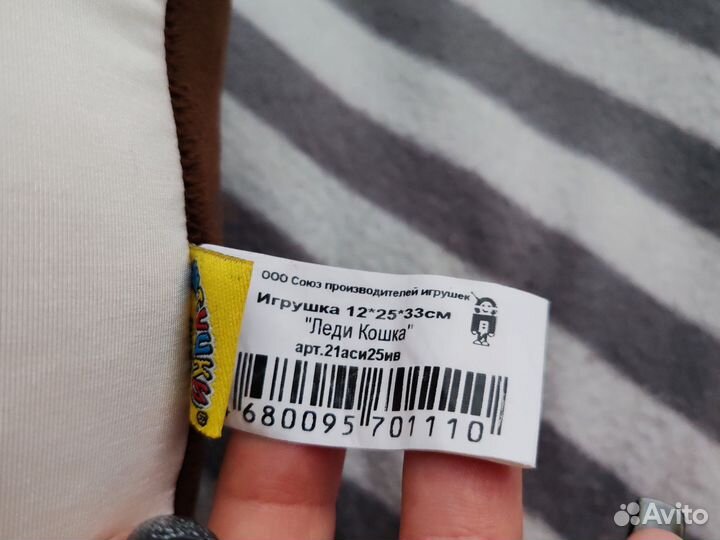 ООО Союз производителей игрушек
Игрушка 12*25*33см
"Леди Кошка"
арт.21аси25ив
680095 701110
Avito